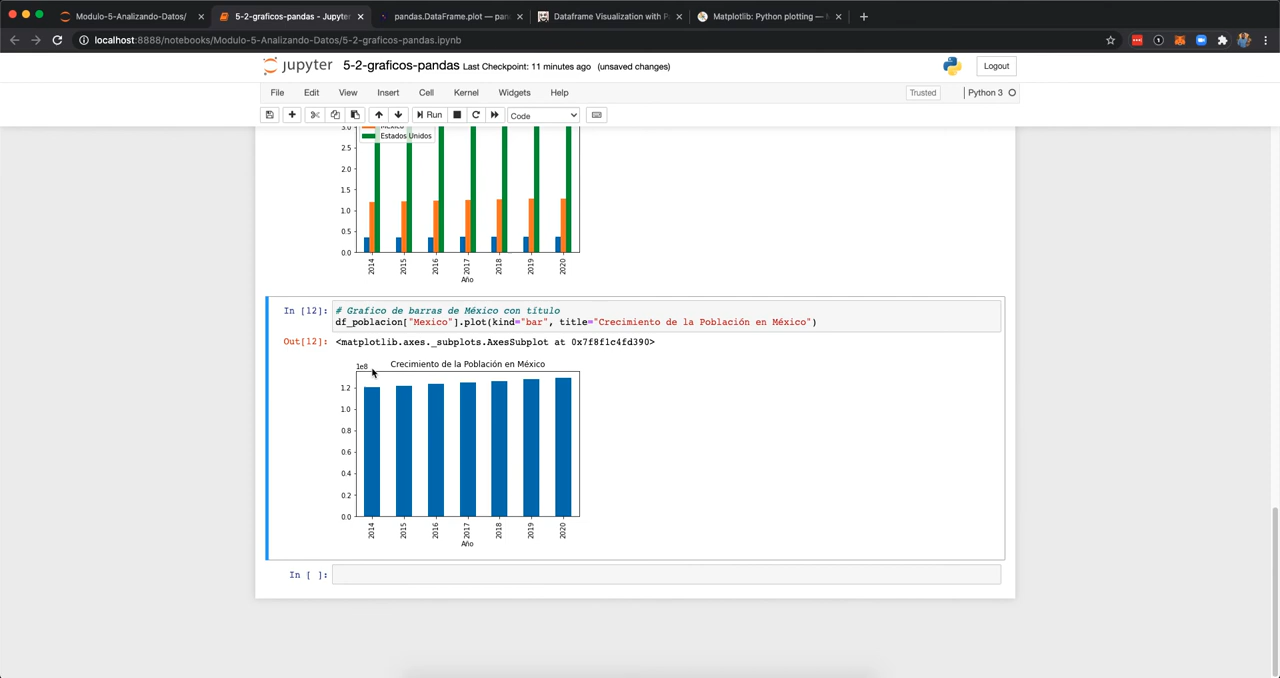 Modulo-5-Analizando-Datos/
5-2-graficos-pandas - Jupyter
pandas.DataFrame.plot — pan
Dataframe Visualization with P
Matplotlib: Python plotting —
localhost:8888/notebooks/Modulo-5-Analizando-Datos/5-2-graficos-pandas.ipynb
jupyter 5-2-graficos-pandas Last Checkpoint: 11 minutes ago (unsaved changes)
Logout
File Edit View Insert Cell Kernel Widgets Help
Trusted
Python 3
Run
Code
3.0
Mexico
Estados Unidos
2.5
2.0
1.5
1.0
0.5
0.0
2014 2015 2016 2017 2018 2019 2020
Año
In [12]:
# Grafico de barras de México con título
df_poblacion["Mexico"].plot(kind="bar", title="Crecimiento de la Población en México")
Out[12]:
<matplotlib.axes._subplots.AxesSubplot at 0x7f8f1c4fd390>
1e8
Crecimiento de la Población en México
1.2
1.0
0.8
0.6
0.4
0.2
0.0
2014 2015 2016 2017 2018 2019 2020
Año
In [ ]: